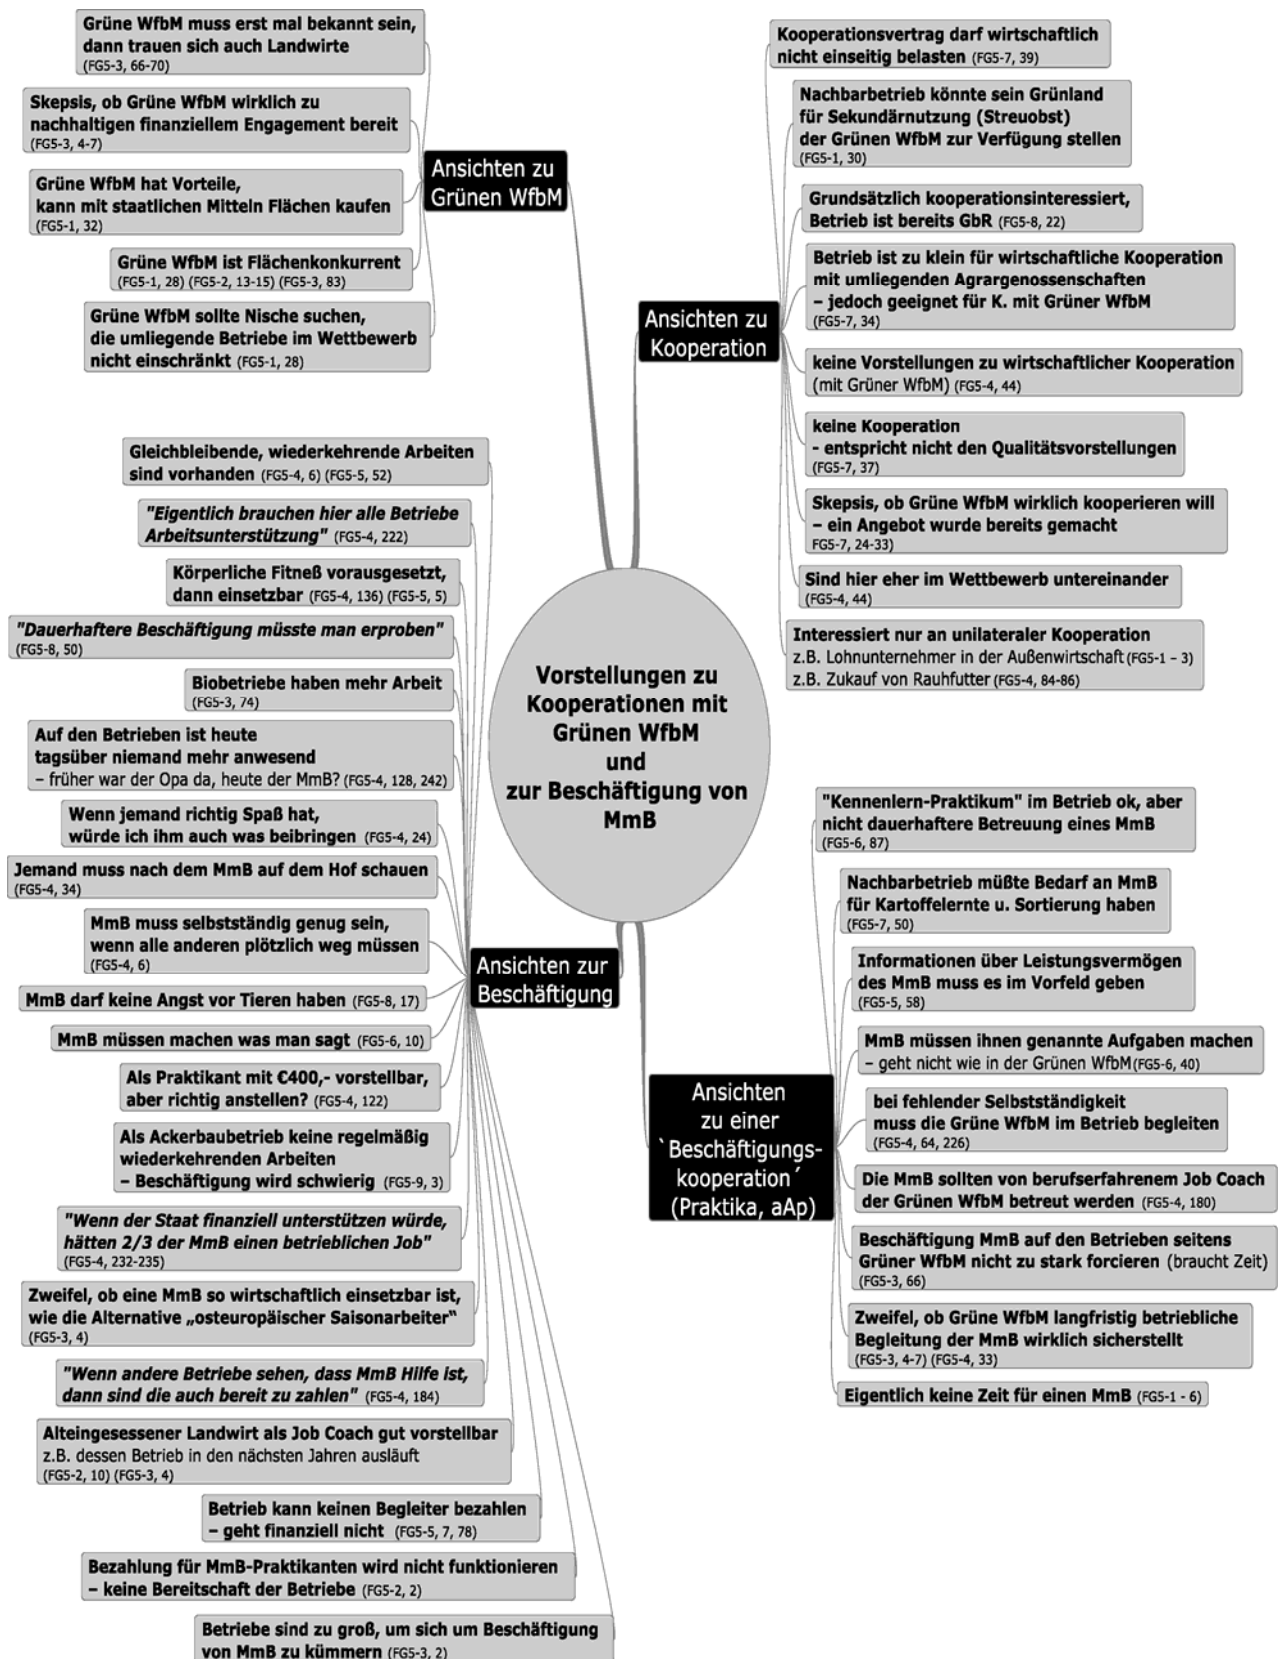 Grüne WfbM muss erst mal bekannt sein,
dann trauen sich auch Landwirte
(FG5-3, 66-70)
Skepsis, ob Grüne WfbM wirklich zu
nachhaltigen finanziellem Engagement bereit
(FG5-3, 4-7)
Grüne WfbM hat Vorteile,
kann mit staatlichen Mitteln Flächen kaufen
(FG5-1, 32)
Grüne WfbM ist Flächenkonkurrent
(FG5-1, 28) (FG5-2, 13-15) (FG5-3, 83)
Grüne WfbM sollte Nische suchen,
die umliegende Betriebe im Wettbewerb
nicht einschränkt (FG5-1, 28)
Ansichten zu
Grünen WfbM
Kooperationsvertrag darf wirtschaftlich
nicht einseitig belasten (FG5-7, 39)
Nachbarbetrieb könnte sein Grünland
für Sekundärnutzung (Streuobst)
der Grünen WfbM zur Verfügung stellen
(FG5-1, 30)
Grundsätzlich kooperationsinteressiert,
Betrieb ist bereits GbR (FG5-8, 22)
Betrieb ist zu klein für wirtschaftliche Kooperation
mit umliegenden Agrargenossenschaften
– jedoch geeignet für K. mit Grüner WfbM
(FG5-7, 34)
Ansichten zu
Kooperation
keine Vorstellungen zu wirtschaftlicher Kooperation
(mit Grüner WfbM) (FG5-4, 44)
keine Kooperation
- entspricht nicht den Qualitätsvorstellungen
(FG5-7, 37)
Skepsis, ob Grüne WfbM wirklich kooperieren will
– ein Angebot wurde bereits gemacht
FG5-7, 24-33)
Sind hier eher im Wettbewerb untereinander
(FG5-4, 44)
Interessiert nur an unilateraler Kooperation
z.B. Lohnunternehmer in der Außenwirtschaft (FG5-1 – 3)
z.B. Zukauf von Rauhfutter (FG5-4, 84-86)
Vorstellungen zu
Kooperationen mit
Grünen WfbM
und
zur Beschäftigung von
MmB
Gleichbleibende, wiederkehrende Arbeiten
sind vorhanden (FG5-4, 6) (FG5-5, 52)
"Eigentlich brauchen hier alle Betriebe
Arbeitsunterstützung" (FG5-4, 222)
Körperliche Fitneß vorausgesetzt,
dann einsetzbar (FG5-4, 136) (FG5-5, 5)
"Dauerhaftere Beschäftigung müsste man erproben"
(FG5-8, 50)
Biobetriebe haben mehr Arbeit
(FG5-3, 74)
Auf den Betrieben ist heute
tagsüber niemand mehr anwesend
– früher war der Opa da, heute der MmB? (FG5-4, 128, 242)
Wenn jemand richtig Spaß hat,
würde ich ihm auch was beibringen (FG5-4, 24)
Jemand muss nach dem MmB auf dem Hof schauen
(FG5-4, 34)
MmB muss selbstständig genug sein,
wenn alle anderen plötzlich weg müssen
(FG5-4, 6)
MmB darf keine Angst vor Tieren haben (FG5-8, 17)
MmB müssen machen was man sagt (FG5-6, 10)
Als Praktikant mit €400,- vorstellbar,
aber richtig anstellen? (FG5-4, 122)
Als Ackerbaubetrieb keine regelmäßig
wiederkehrenden Arbeiten
– Beschäftigung wird schwierig (FG5-9, 3)
"Wenn der Staat finanziell unterstützen würde,
hätten 2/3 der MmB einen betrieblichen Job"
(FG5-4, 232-235)
Zweifel, ob eine MmB so wirtschaftlich einsetzbar ist,
wie die Alternative „osteuropäischer Saisonarbeiter“
(FG5-3, 4)
"Wenn andere Betriebe sehen, dass MmB Hilfe ist,
dann sind die auch bereit zu zahlen" (FG5-4, 184)
Alteingesessener Landwirt als Job Coach gut vorstellbar
z.B. dessen Betrieb in den nächsten Jahren ausläuft
(FG5-2, 10) (FG5-3, 4)
Betrieb kann keinen Begleiter bezahlen
– geht finanziell nicht (FG5-5, 7, 78)
Bezahlung für MmB-Praktikanten wird nicht funktionieren
– keine Bereitschaft der Betriebe (FG5-2, 2)
Betriebe sind zu groß, um sich um Beschäftigung
von MmB zu kümmern (FG5-3, 2)
Ansichten zur
Beschäftigung
"Kennenlern-Praktikum" im Betrieb ok, aber
nicht dauerhaftere Betreuung eines MmB
(FG5-6, 87)
Nachbarbetrieb müßte Bedarf an MmB
für Kartoffelernte u. Sortierung haben
(FG5-7, 50)
Informationen über Leistungsvermögen
des MmB muss es im Vorfeld geben
(FG5-5, 58)
MmB müssen ihnen genannte Aufgaben machen
– geht nicht wie in der Grünen WfbM (FG5-6, 40)
bei fehlender Selbstständigkeit
muss die Grüne WfbM im Betrieb begleiten
(FG5-4, 64, 226)
Ansichten
zu einer
`Beschäftigungs-
kooperation´
(Praktika, aAp)
Die MmB sollten von berufserfahrenem Job Coach
der Grünen WfbM betreut werden (FG5-4, 180)
Beschäftigung MmB auf den Betrieben seitens
Grüner WfbM nicht zu stark forcieren (braucht Zeit)
(FG5-3, 66)
Zweifel, ob Grüne WfbM langfristig betriebliche
Begleitung der MmB wirklich sicherstellt
(FG5-3, 4-7) (FG5-4, 33)
Eigentlich keine Zeit für einen MmB (FG5-1 - 6)